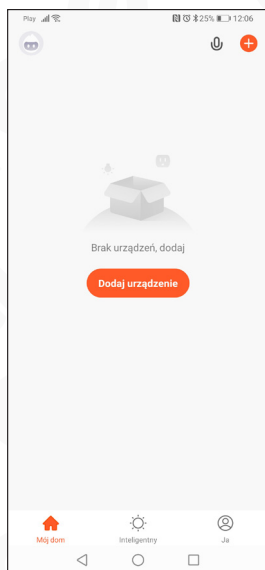 Play 25% 12:06
Brak urządzeń, dodaj
Dodaj urządzenie
Mój dom Inteligentny Ja